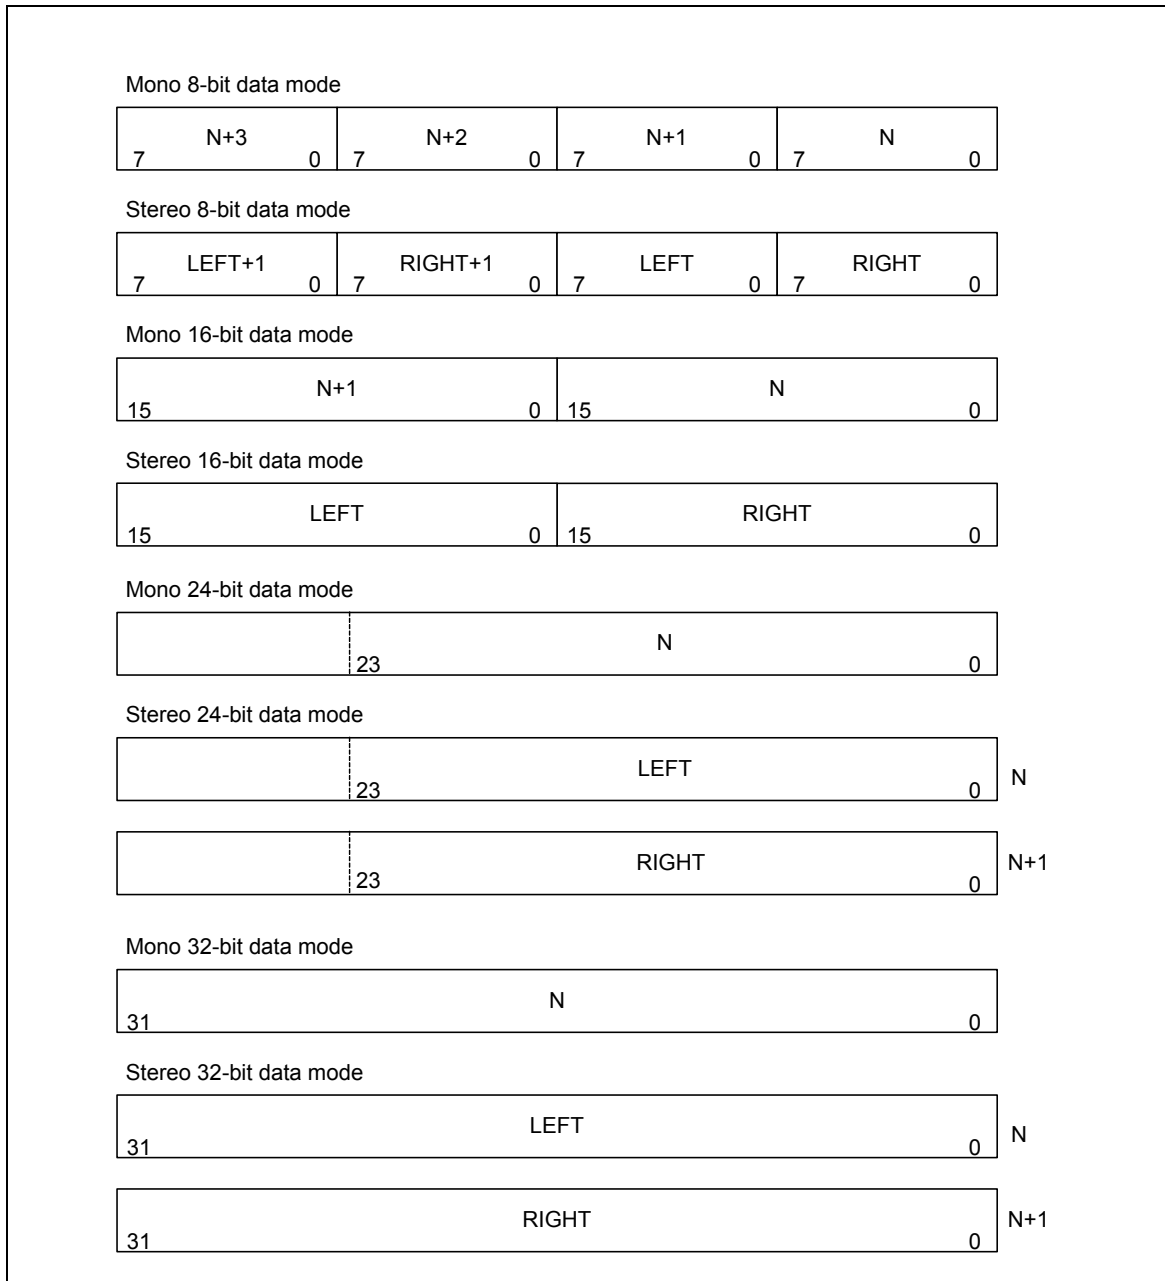 Mono 8-bit data mode
N+3 N+2 N+1 N
7 0 7 0 7 0 7 0
Stereo 8-bit data mode
LEFT+1 RIGHT+1 LEFT RIGHT
7 0 7 0 7 0 7 0
Mono 16-bit data mode
N+1 N
15 0 15 0
Stereo 16-bit data mode
LEFT RIGHT
15 0 15 0
Mono 24-bit data mode
N
23 0
Stereo 24-bit data mode
LEFT N
23 0
RIGHT N+1
23 0
Mono 32-bit data mode
N
31 0
Stereo 32-bit data mode
LEFT N
31 0
RIGHT N+1
31 0